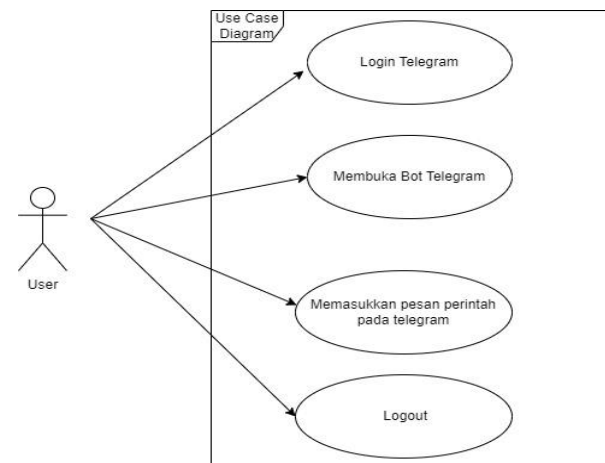 Use Case
Diagram
Login Telegram
Membuka Bot Telegram
User
Memasukkan pesan perintah
pada telegram
Logout